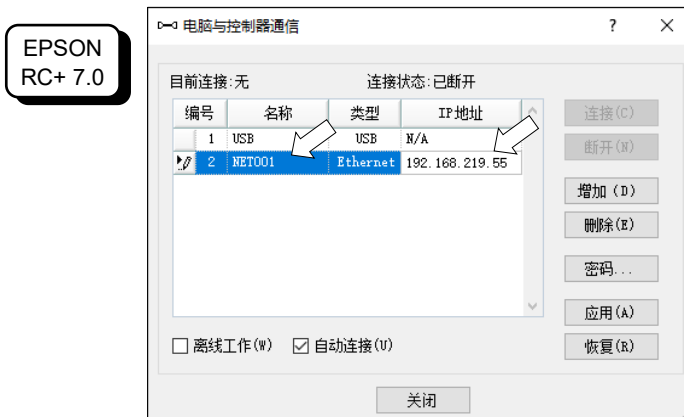 EPSON
RC+ 7.0
电脑与控制器通信
?
目前连接:无 连接状态:已断开
编号 名称 类型 IP地址
1 USB USB N/A
2 NET001 Ethernet 192.168.219.55
连接(C)
断开(N)
增加 (D)
删除(E)
密码...
应用(A)
恢复(R)
离线工作(W) 自动连接(U)
关闭